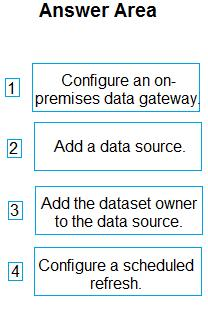 Answer Area
1
Configure an on-
premises data gateway.
2
Add a data source.
3
Add the dataset owner
to the data source.
4
Configure a scheduled
refresh.